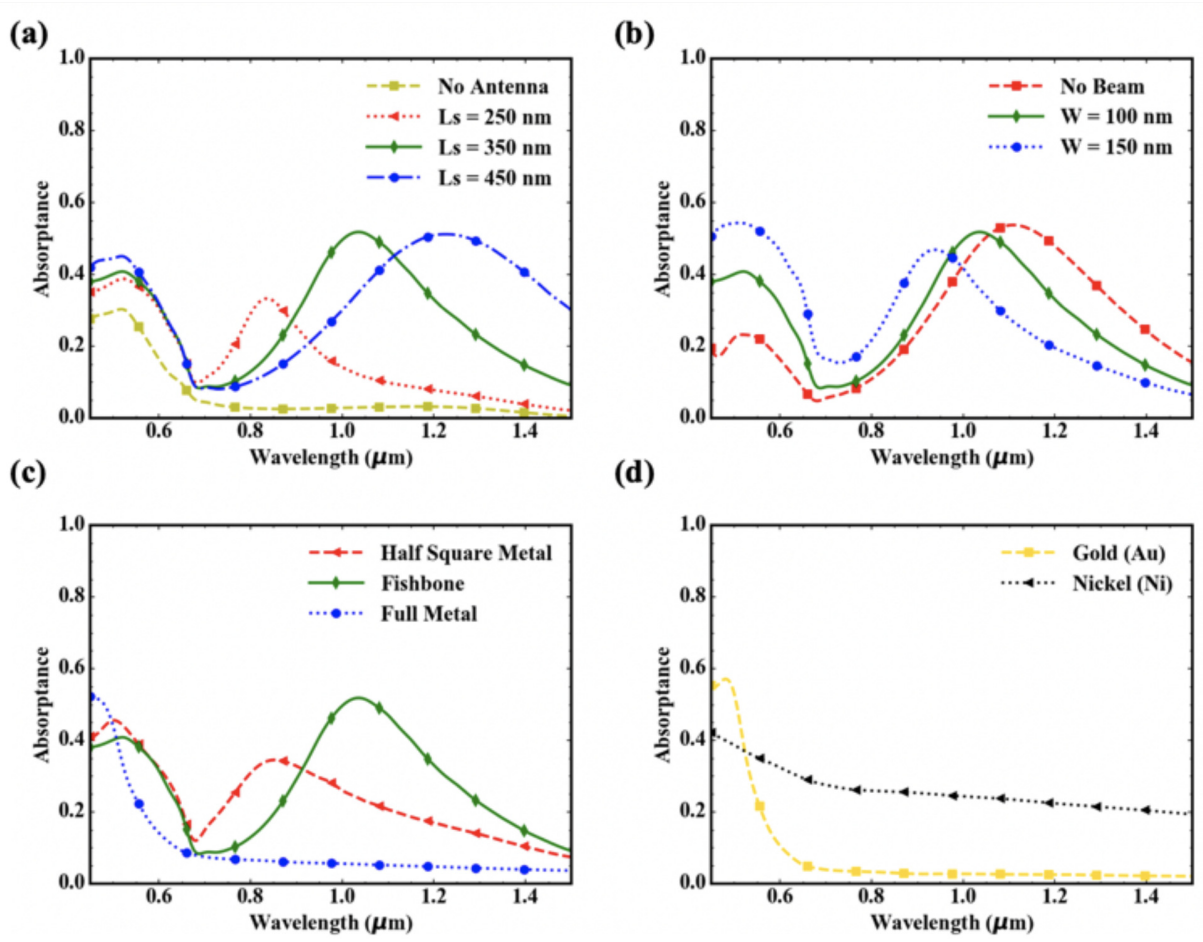 (a)
1.0
0.8
0.6
0.4
0.2
0.0
Absorptance
No Antenna
Ls = 250 nm
Ls = 350 nm
Ls = 450 nm
0.6 0.8 1.0 1.2 1.4
Wavelength (μm)
(b)
1.0
0.8
0.6
0.4
0.2
0.0
Absorptance
No Beam
W = 100 nm
W = 150 nm
0.6 0.8 1.0 1.2 1.4
Wavelength (μm)
(c)
1.0
0.8
0.6
0.4
0.2
0.0
Absorptance
Half Square Metal
Fishbone
Full Metal
0.6 0.8 1.0 1.2 1.4
Wavelength (μm)
(d)
1.0
0.8
0.6
0.4
0.2
0.0
Absorptance
Gold (Au)
Nickel (Ni)
0.6 0.8 1.0 1.2 1.4
Wavelength (μm)